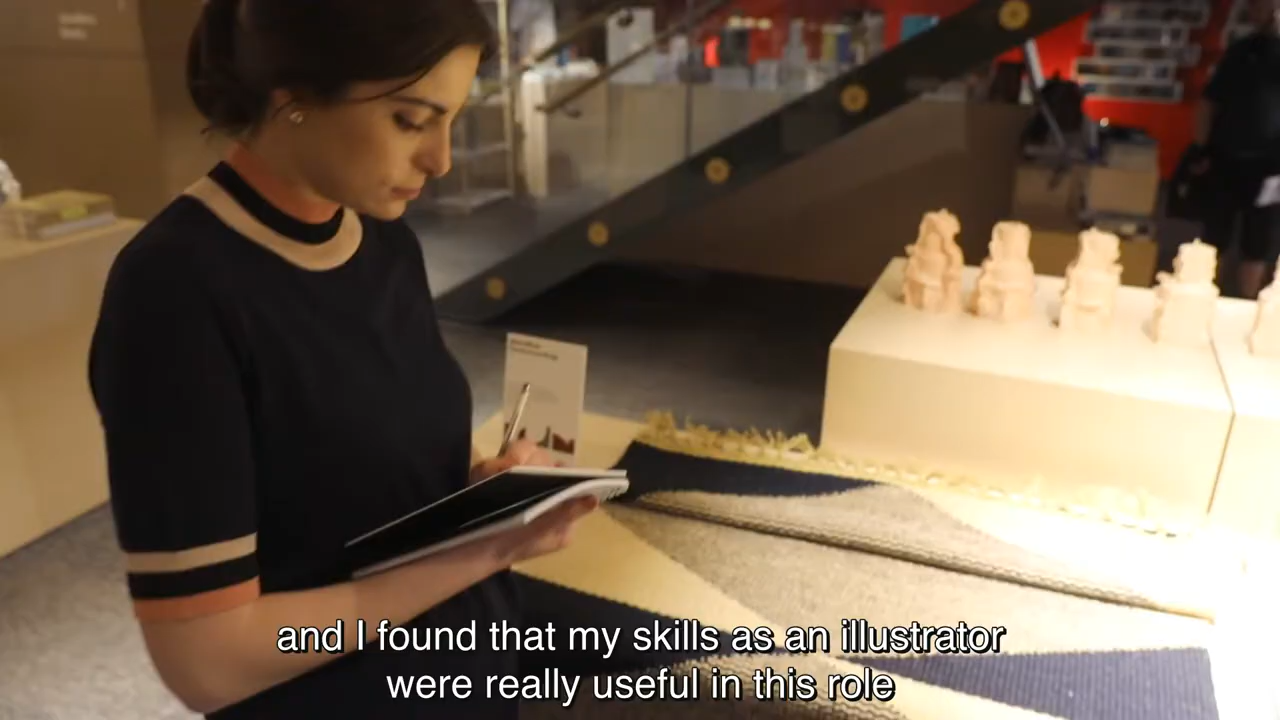 and I found that my skills as an illustrator
were really useful in this role